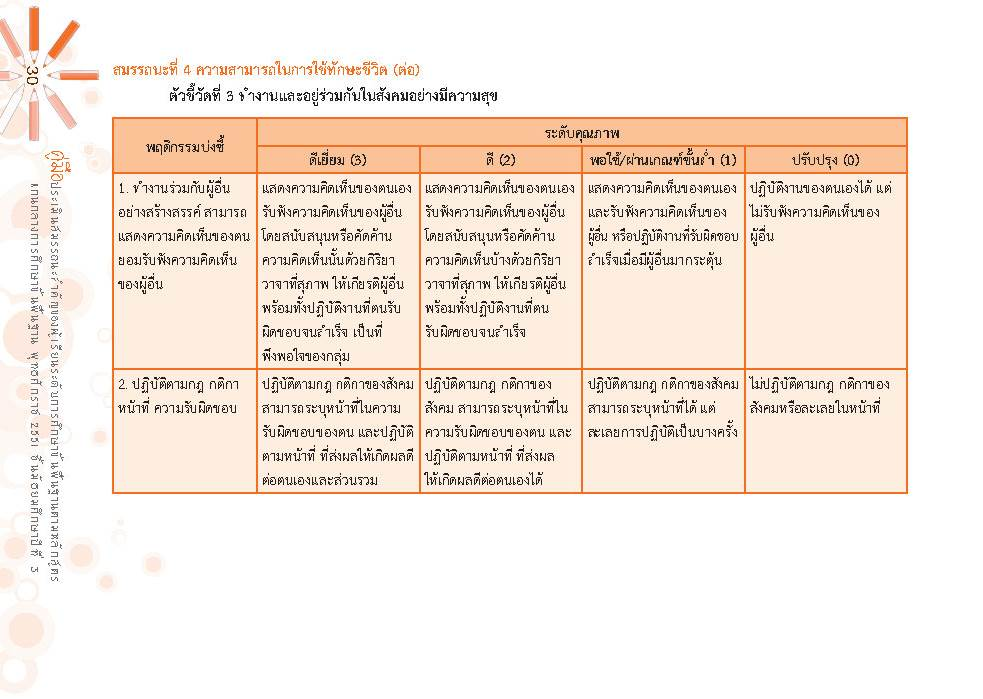 30
คู่มือประเมินสมรรถนะสำคัญของผู้เรียนระดับการศึกษาขั้นพื้นฐานตามหลักสูตร
แกนกลางการศึกษาขั้นพื้นฐาน พุทธศักราช 2551 ชั้นมัธยมศึกษาปีที่
สมรรถนะที่ 4 ความสามารถในการใช้ทักษะชีวิต (ต่อ)
ตัวชี้วัดที่ 3 ทำงานและอยู่ร่วมกันในสังคมอย่างมีความสุข
พฤติกรรมบ่งชี้
ระดับคุณภาพ
ดีเยี่ยม (3)
ดี (2)
พอใช้/ผ่านเกณฑ์ขั้นต่ำ (1)
ปรับปรุง (0)
1. ทำงานร่วมกับผู้อื่น
อย่างสร้างสรรค์ สามารถ
แสดงความคิดเห็นของตน
ยอมรับฟังความคิดเห็น
ของผู้อื่น
แสดงความคิดเห็นของตนเอง
รับฟังความคิดเห็นของผู้อื่น
โดยสนับสนุนหรือคัดค้าน
ความคิดเห็นนั้นด้วยกิริยา
วาจาที่สุภาพ ให้เกียรติผู้อื่น
พร้อมทั้งปฏิบัติงานที่ตนรับ
ผิดชอบจนสำเร็จ เป็นที่
พึงพอใจของกลุ่ม
แสดงความคิดเห็นของตนเอง
รับฟังความคิดเห็นของผู้อื่น
โดยสนับสนุนหรือคัดค้าน
ความคิดเห็นบ้างด้วยกิริยา
วาจาที่สุภาพ ให้เกียรติผู้อื่น
พร้อมทั้งปฏิบัติงานที่ตน
รับผิดชอบจนสำเร็จ
แสดงความคิดเห็นของตนเอง
และรับฟังความคิดเห็นของ
ผู้อื่น หรือปฏิบัติงานที่รับผิดชอบ
สำเร็จเมื่อมีผู้อื่นมากระตุ้น
ปฏิบัติงานของตนเองได้ แต่
ไม่รับฟังความคิดเห็นของ
ผู้อื่น
2. ปฏิบัติตามกฎ กติกา
หน้าที่ ความรับผิดชอบ
ปฏิบัติตามกฎ กติกาของสังคม
สามารถระบุหน้าที่ในความ
รับผิดชอบของตน และปฏิบัติ
ตามหน้าที่ ที่ส่งผลให้เกิดผลดี
ต่อตนเองและส่วนรวม
ปฏิบัติตามกฎ กติกาของ
สังคม สามารถระบุหน้าที่ใน
ความรับผิดชอบของตน และ
ปฏิบัติตามหน้าที่ ที่ส่งผล
ให้เกิดผลดีต่อตนเองได้
ปฏิบัติตามกฎ กติกาของสังคม
สามารถระบุหน้าที่ได้ แต่
ละเลยการปฏิบัติเป็นบางครั้ง
ไม่ปฏิบัติตามกฎ กติกาของ
สังคมหรือละเลยในหน้าที่